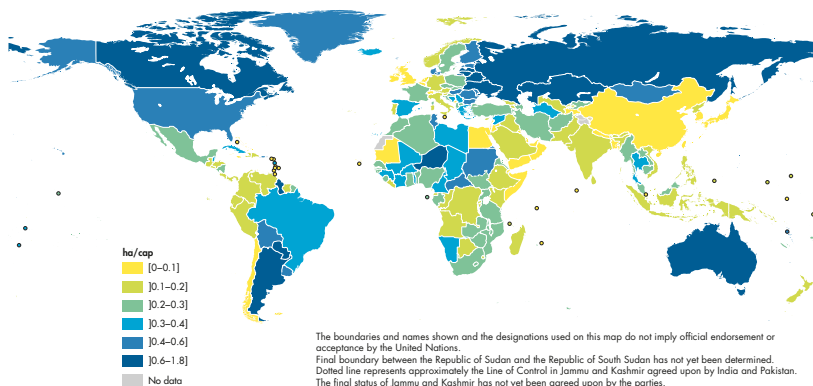 ha/cap
[0–0.1]
]0.1–0.2]
]0.2–0.3]
]0.3–0.4]
]0.4–0.6]
]0.6–1.8]
No data
The boundaries and names shown and the designations used on this map do not imply official endorsement or
acceptance by the United Nations.
Final boundary between the Republic of Sudan and the Republic of South Sudan has not yet been determined.
Dotted line represents approximately the Line of Control in Jammu and Kashmir agreed upon by India and Pakistan.
The final status of Jammu and Kashmir has not yet been agreed upon by the parties.